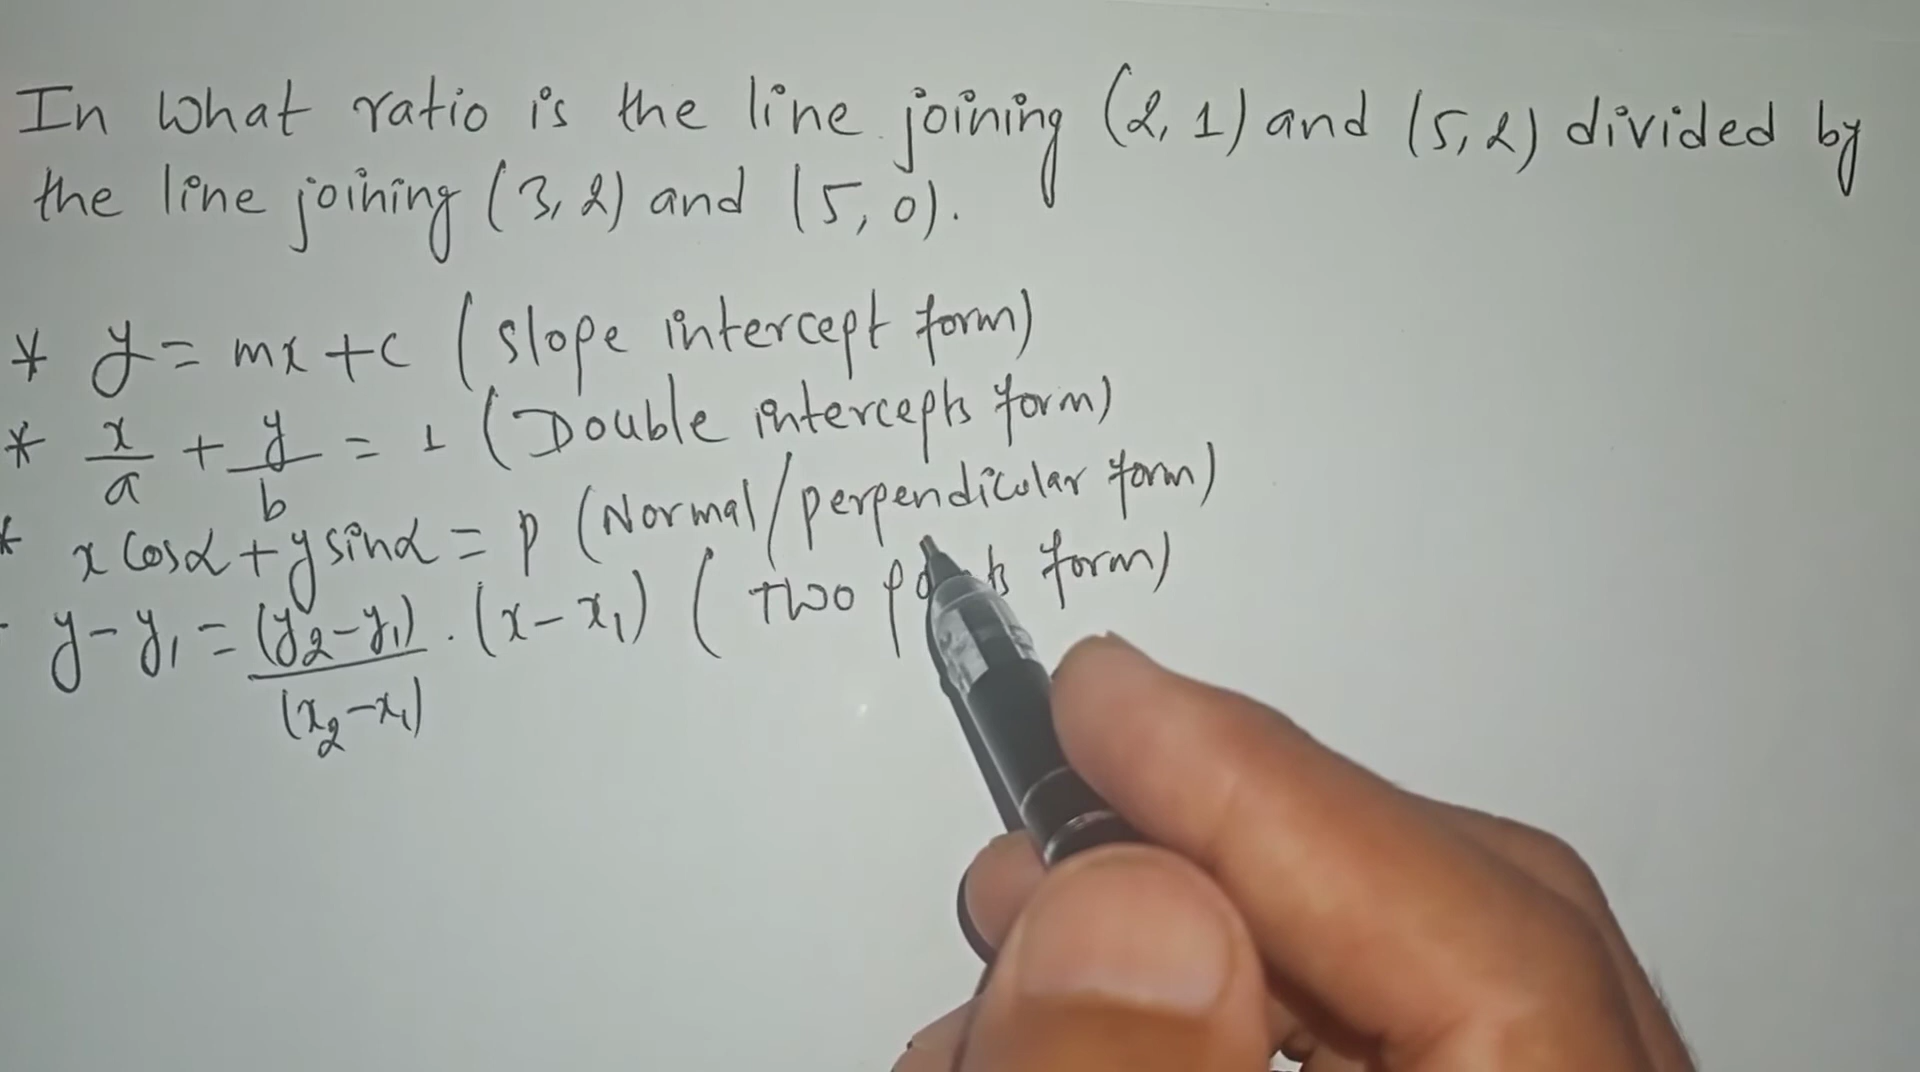 In what ratio is the line joining (2, 1) and (5, 2) divided by
the line joining (3, 2) and (5, 0).
* y = mx + c (slope intercept form)
* x/a + y/b = 1 (Double intercepts form)
* x cosα + y sinα = p (Normal/perpendicular form)
y - y₁ = (y₂ - y₁)/(x₂ - x₁) . (x - x₁) (two form)